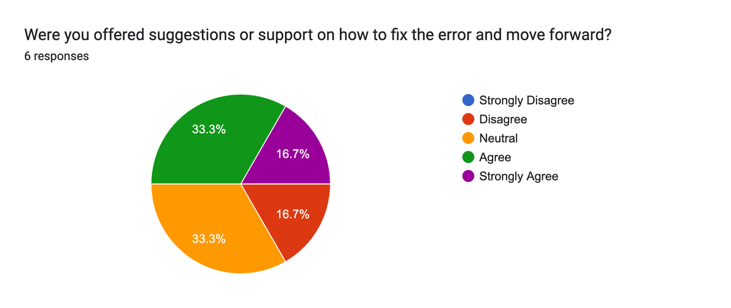 Were you offered suggestions or support on how to fix the error and move forward?
6 responses
33.3%
16.7%
16.7%
33.3%
Strongly Disagree
Disagree
Neutral
Agree
Strongly Agree